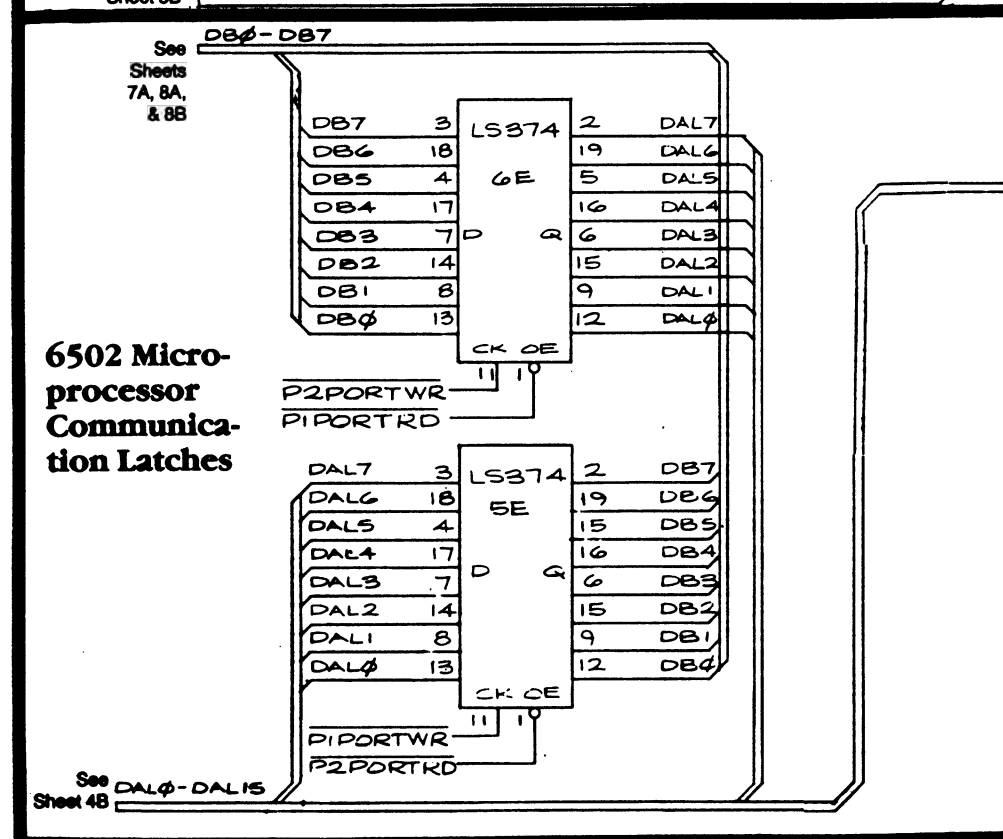 DBØ-DB7
See
Sheets
7A, 8A,
& 8B
LS374
6E
DB7 3 2 DAL7
DB6 18 19 DAL6
DB5 4 5 DAL5
DB4 17 16 DAL4
DB3 7 D Q 6 DAL3
DB2 14 15 DAL2
DB1 8 9 DAL1
DBØ 13 12 DALØ
CK OE
11 1
P2PORTWR
P1PORTRD
6502 Micro-
processor
Communica-
tion Latches
LS374
5E
DAL7 3 2 DB7
DAL6 18 19 DB6
DAL5 4 15 DB5
DAL4 17 16 DB4
DAL3 7 D Q 6 DB3
DAL2 14 15 DB2
DAL1 8 9 DB1
DALØ 13 12 DBØ
CK OE
11 1
P1PORTWR
P2PORTRD
See
Sheet 4B
DALØ-DAL15